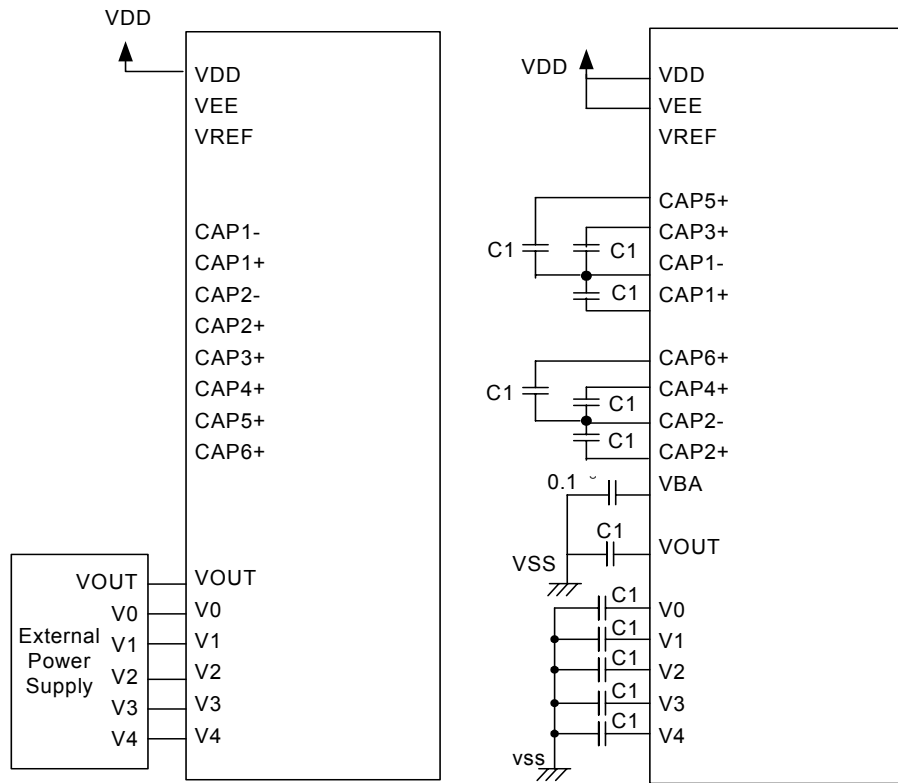 VDD
VDD
VEE
VREF
CAP1-
CAP1+
CAP2-
CAP2+
CAP3+
CAP4+
CAP5+
CAP6+
External
Power
Supply
VOUT
V0
V1
V2
V3
V4
VOUT
V0
V1
V2
V3
V4
VDD
VDD
VEE
VREF
CAP5+
CAP3+
CAP1-
CAP1+
C1
C1
C1
CAP6+
CAP4+
CAP2-
CAP2+
C1
C1
C1
0.1
VBA
C1
VOUT
VSS
C1
V0
C1
V1
C1
V2
C1
V3
C1
V4
vss